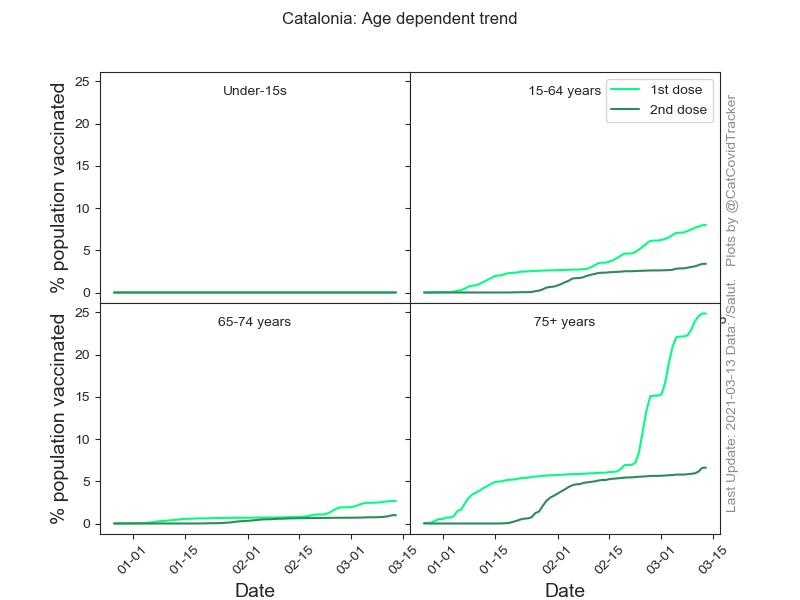 Catalonia: Age dependent trend
Under-15s
15-64 years
1st dose
2nd dose
% population vaccinated
25
20
15
10
5
0
65-74 years
75+ years
% population vaccinated
25
20
15
10
5
0
01-01
01-15
02-01
02-15
03-01
03-15
01-01
01-15
02-01
02-15
03-01
03-15
Date
Date
Last Update: 2021-03-13 Data: /Salut. Plots by @CatCovidTracker